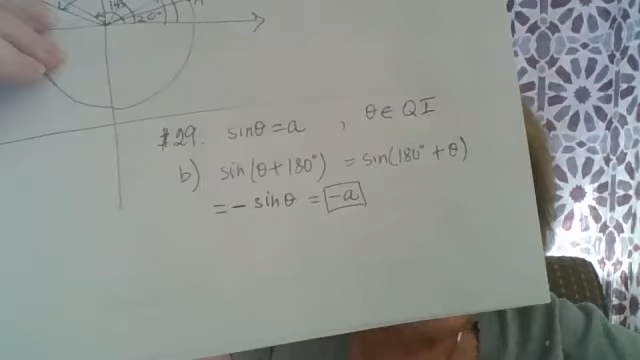 #29. sinθ = a , θ ∈ QI
b) sin(θ+180°) = sin(180° + θ)
= - sinθ = -a